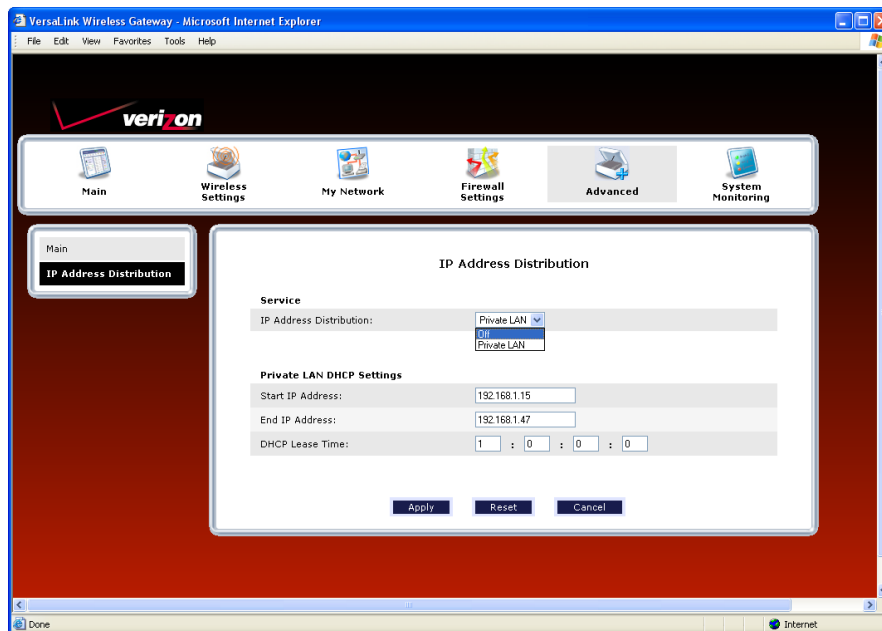 VersaLink Wireless Gateway - Microsoft Internet Explorer
File Edit View Favorites Tools Help
verizon
Main
Wireless
Settings
My Network
Firewall
Settings
Advanced
System
Monitoring
Main
IP Address Distribution
IP Address Distribution
Service
IP Address Distribution: Private LAN
Off
Private LAN
Private LAN DHCP Settings
Start IP Address: 192.168.1.15
End IP Address: 192.168.1.47
DHCP Lease Time: 1 : 0 : 0 : 0
Apply Reset Cancel
Done Internet